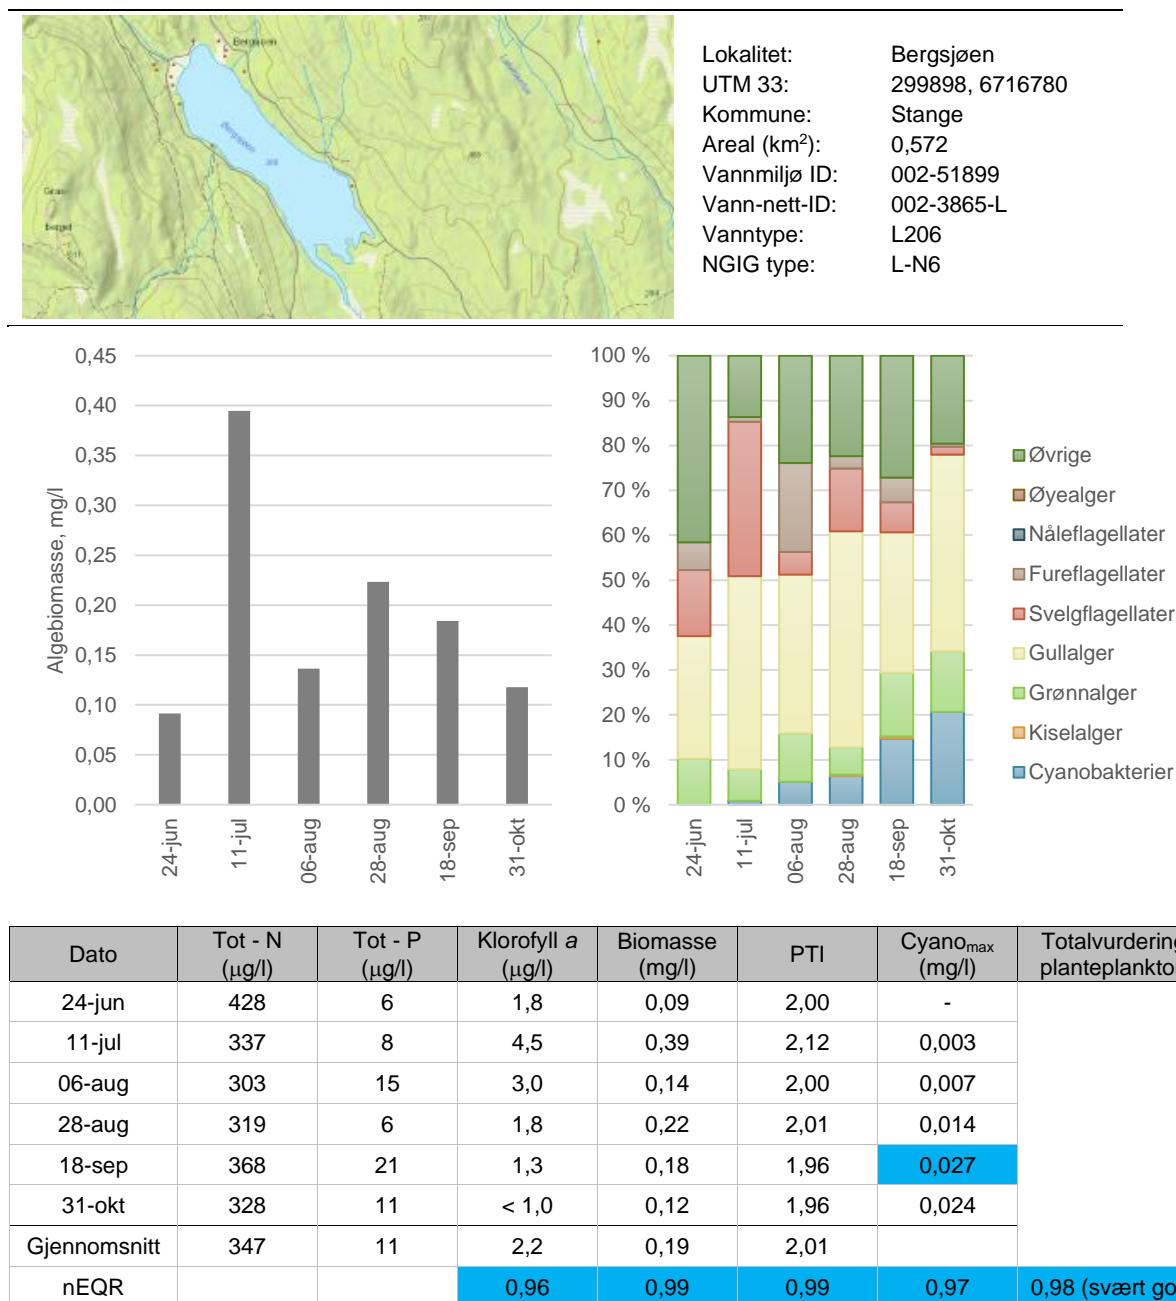 Bergsjøen
Bergsjøen
Lokalitet: Bergsjøen
UTM 33: 299898, 6716780
Kommune: Stange
Areal (km²): 0,572
Vannmiljø ID: 002-51899
Vann-nett-ID: 002-3865-L
Vanntype: L206
NGIG type: L-N6
Algebiomasse, mg/l
0,45
0,40
0,35
0,30
0,25
0,20
0,15
0,10
0,05
0,00
24-jun 11-jul 06-aug 28-aug 18-sep 31-okt
100 %
90 %
80 %
70 %
60 %
50 %
40 %
30 %
20 %
10 %
0 %
24-jun 11-jul 06-aug 28-aug 18-sep 31-okt
Øvrige
Øyealger
Nåleflagellater
Fureflagellater
Svelgflagellater
Gullalger
Grønnalger
Kiselalger
Cyanobakterier
Dato Tot - N (µg/l) Tot - P (µg/l) Klorofyll a (µg/l) Biomasse (mg/l) PTI Cyanomax (mg/l) Totalvurdering planteplankto
24-jun 428 6 1,8 0,09 2,00 -
11-jul 337 8 4,5 0,39 2,12 0,003
06-aug 303 15 3,0 0,14 2,00 0,007
28-aug 319 6 1,8 0,22 2,01 0,014
18-sep 368 21 1,3 0,18 1,96 0,027
31-okt 328 11 < 1,0 0,12 1,96 0,024
Gjennomsnitt 347 11 2,2 0,19 2,01
nEQR 0,96 0,99 0,99 0,97 0,98 (svært go